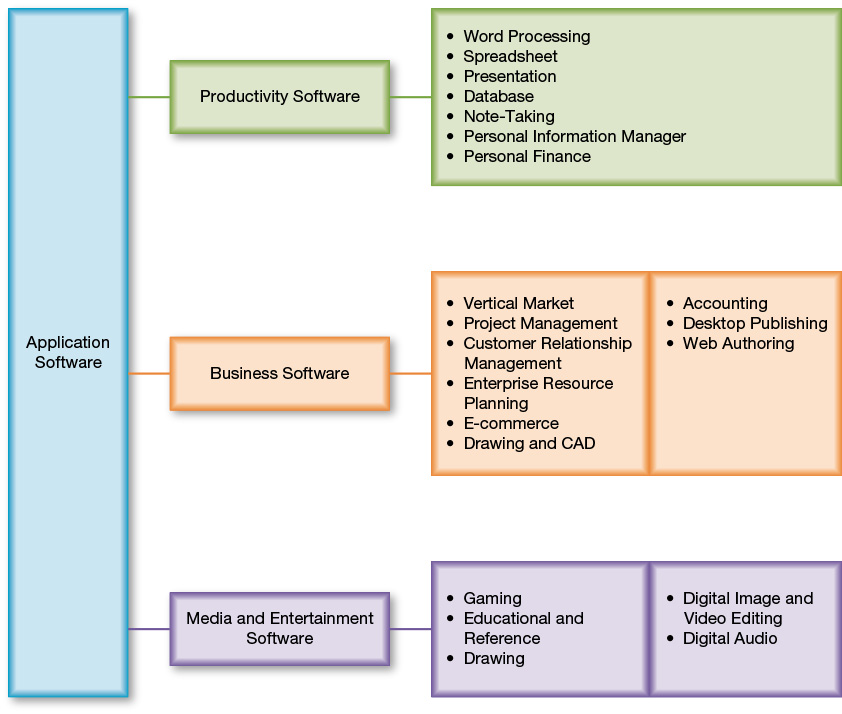 Application
Software
Productivity Software
• Word Processing
• Spreadsheet
• Presentation
• Database
• Note-Taking
• Personal Information Manager
• Personal Finance
Business Software
• Vertical Market
• Project Management
• Customer Relationship
Management
• Enterprise Resource
Planning
• E-commerce
• Drawing and CAD
• Accounting
• Desktop Publishing
• Web Authoring
Media and Entertainment
Software
• Gaming
• Educational and
Reference
• Drawing
• Digital Image and
Video Editing
• Digital Audio